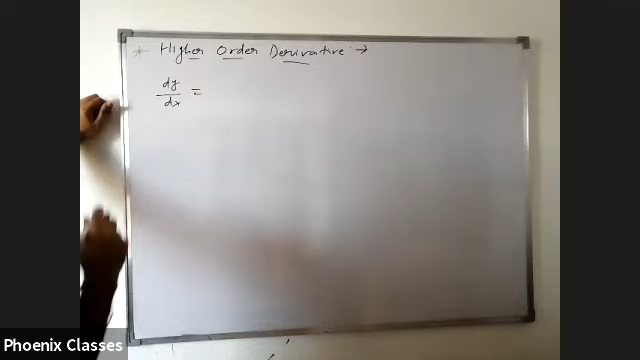 * Higher Order Derivative →
dy
dx =
Phoenix Classes